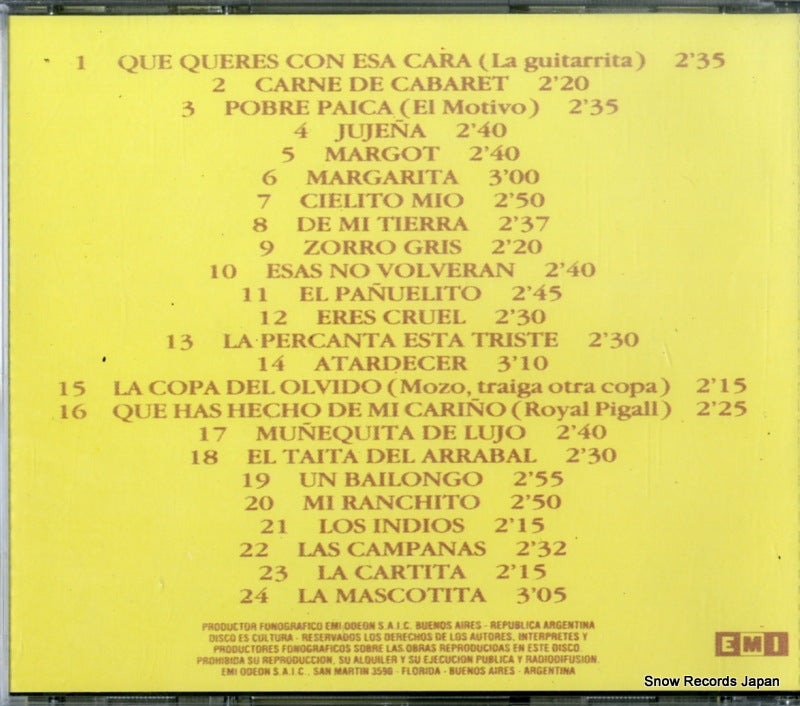 1 QUE QUERES CON ESA CARA (La guitarrita) 2'35
2 CARNE DE CABARET 2'20
3 POBRE PAICA (El Motivo) 2'35
4 JUJEÑA 2'40
5 MARGOT 2'40
6 MARGARITA 3'00
7 CIELITO MIO 2'50
8 DE MI TIERRA 2'37
9 ZORRO GRIS 2'20
10 ESAS NO VOLVERAN 2'40
11 EL PAÑUELITO 2'45
12 ERES CRUEL 2'30
13 LA PERCANTA ESTA TRISTE 2'30
14 ATARDECER 3'10
15 LA COPA DEL OLVIDO (Mozo, traiga otra copa) 2'15
16 QUE HAS HECHO DE MI CARIÑO (Royal Pigall) 2'25
17 MUÑEQUITA DE LUJO 2'40
18 EL TAITA DEL ARRABAL 2'30
19 UN BAILONGO 2'55
20 MI RANCHITO 2'50
21 LOS INDIOS 2'15
22 LAS CAMPANAS 2'32
23 LA CARTITA 2'15
24 LA MASCOTITA 3'05
PRODUCTOR FONOGRAFICO EMI ODEON S.A.I.C. BUENOS AIRES - REPUBLICA ARGENTINA
DISCO ES CULTURA - RESERVADOS LOS DERECHOS DE LOS AUTORES, INTERPRETES Y
PRODUCTORES FONOGRAFICOS SOBRE LAS OBRAS REPRODUCIDAS EN ESTE DISCO.
PROHIBIDA SU REPRODUCCION, SU ALQUILER Y SU EJECUCION PUBLICA Y RADIODIFUSION.
EMI ODEON S.A.I.C., SAN MARTIN 3590 - FLORIDA - BUENOS AIRES - ARGENTINA
EMI
Snow Records Japan